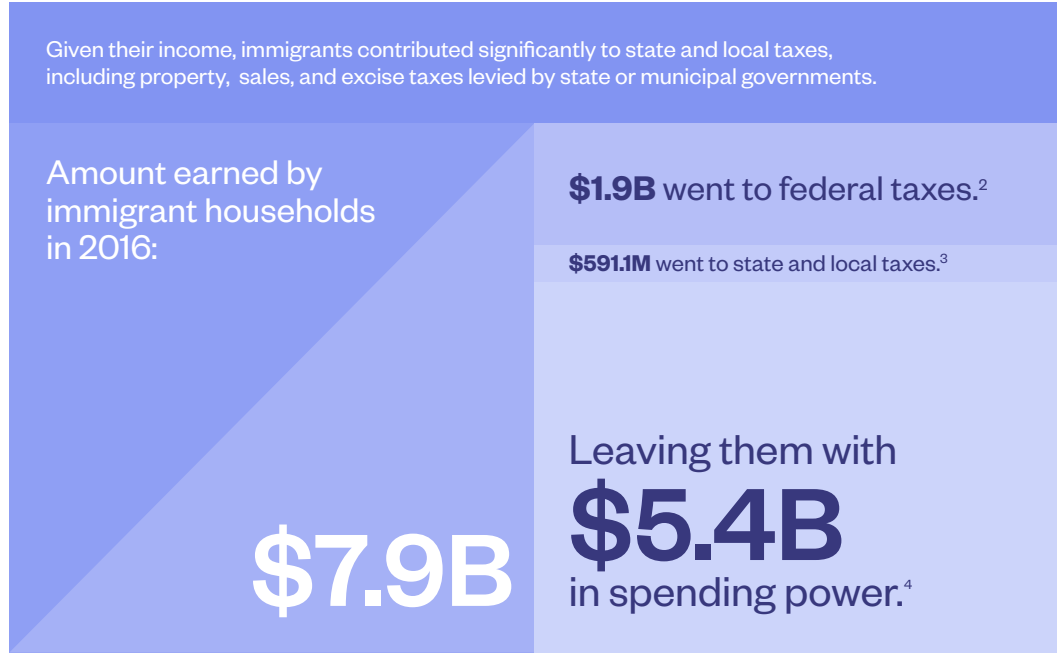 Given their income, immigrants contributed significantly to state and local taxes,
including property, sales, and excise taxes levied by state or municipal governments.
Amount earned by
immigrant households
in 2016:
$7.9B
$1.9B went to federal taxes.2
$591.1M went to state and local taxes.3
Leaving them with
$5.4B
in spending power.4